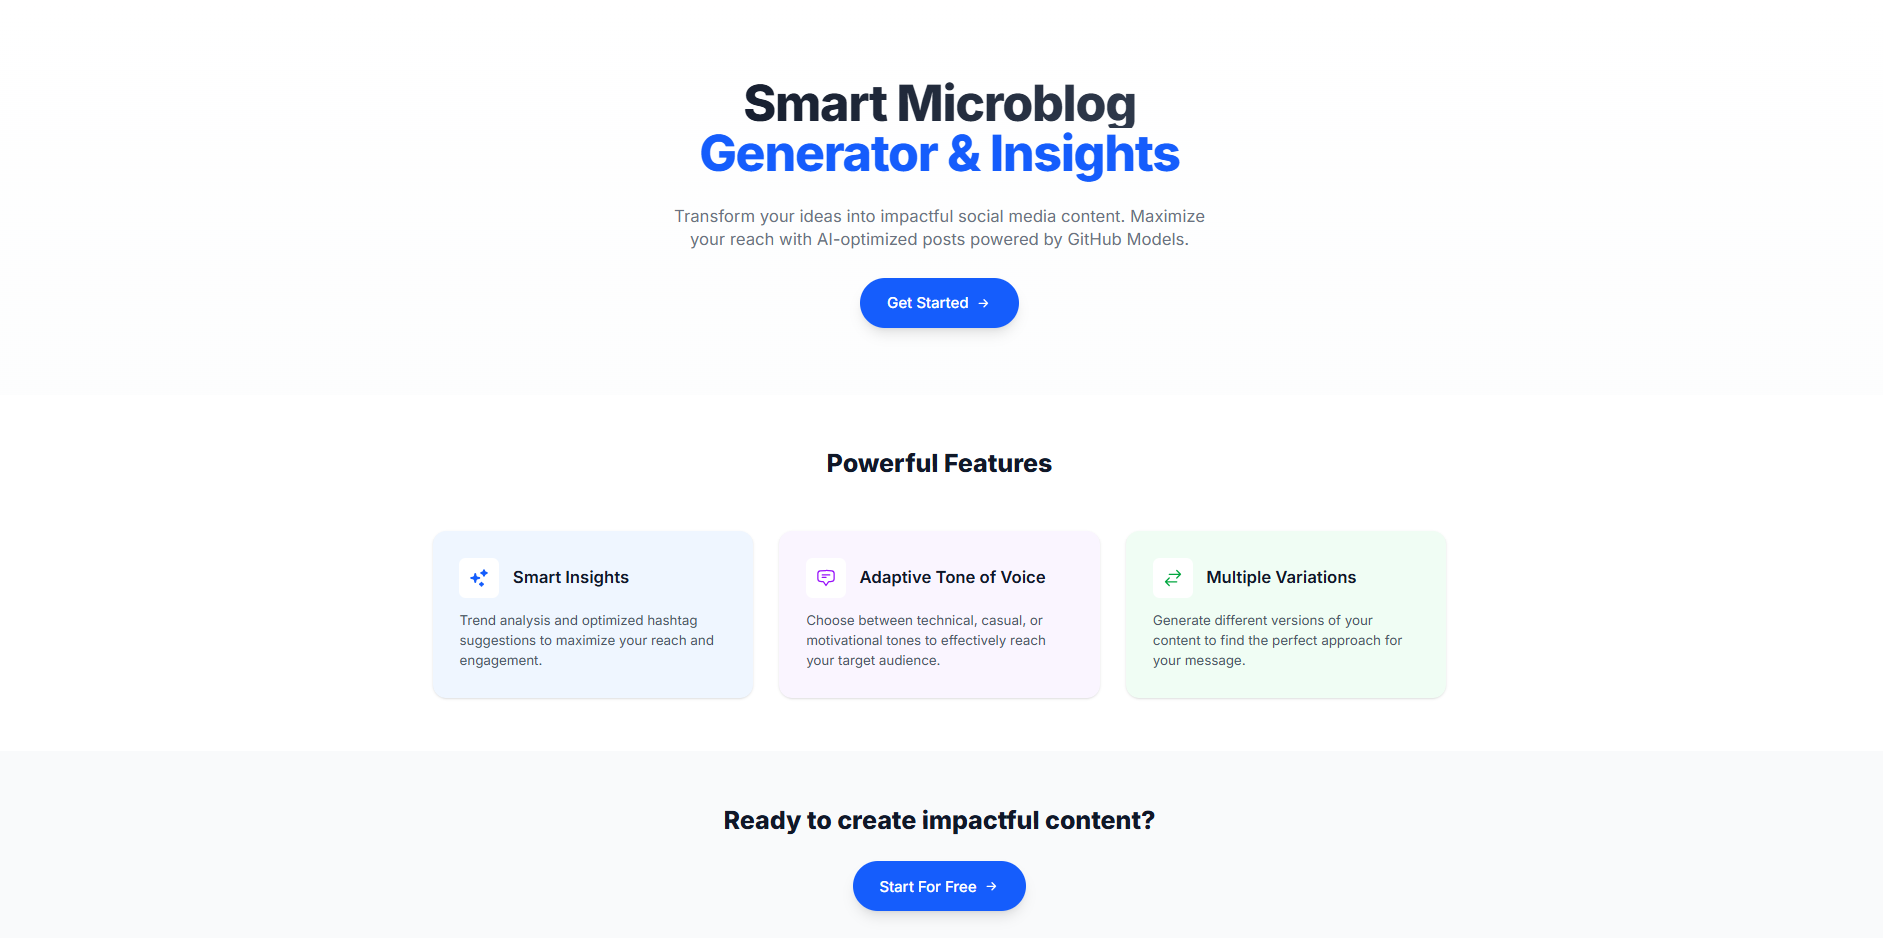 Smart Microblog
Generator & Insights
Transform your ideas into impactful social media content. Maximize
your reach with AI-optimized posts powered by GitHub Models.
Get Started →
Powerful Features
Smart Insights
Trend analysis and optimized hashtag
suggestions to maximize your reach and
engagement.
Adaptive Tone of Voice
Choose between technical, casual, or
motivational tones to effectively reach
your target audience.
Multiple Variations
Generate different versions of your
content to find the perfect approach for
your message.
Ready to create impactful content?
Start For Free →